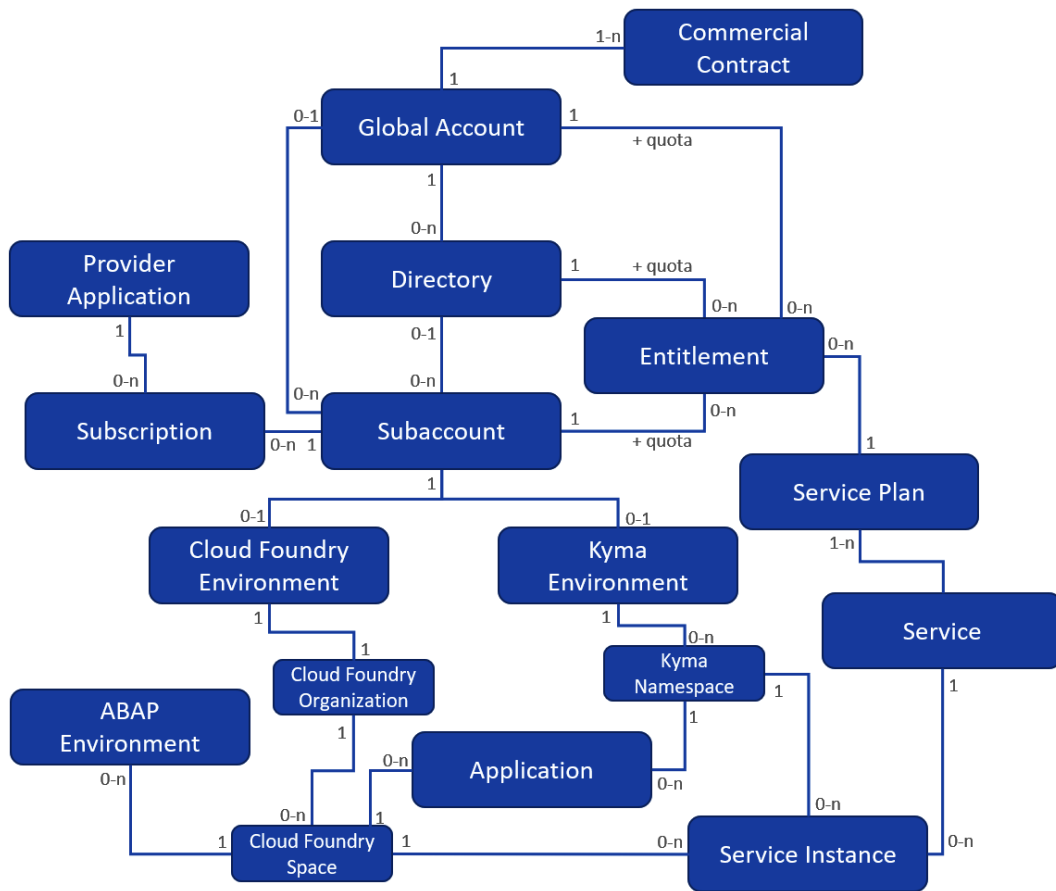 Commercial
Contract
1-n
1
Global Account
0-1
1
+ quota
1
0-n
Provider
Application
Directory
1
+ quota
0-n
0-n
1
0-1
Entitlement
0-n
0-n
0-n
0-n
0-n
Subscription
Subaccount
1
0-n
1
+ quota
1
1
Service Plan
0-1
0-1
1-n
Cloud Foundry
Environment
Kyma
Environment
Service
1
1
1
0-n
Cloud Foundry
Organization
Kyma
Namespace
1
1
ABAP
Environment
1
1
0-n
0-n
Application
0-n
0-n
1
0-n
1
Cloud Foundry
Space
1
0-n
Service Instance
0-n